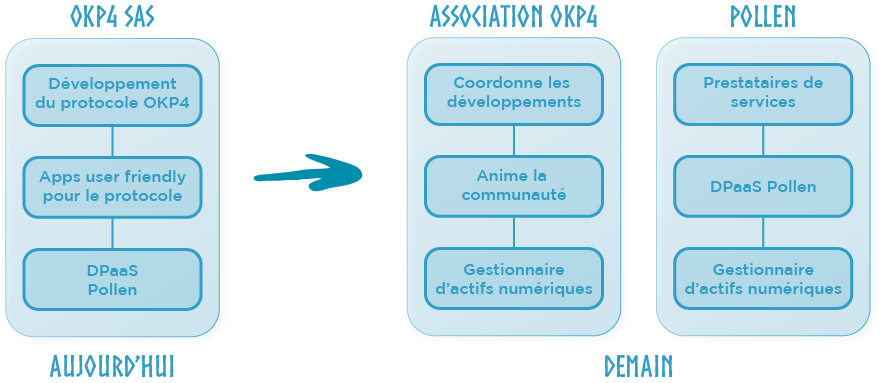 OKP4 SAS
Développement
du protocole OKP4
Apps user friendly
pour le protocole
DPaaS
Pollen
AUJOURD'HUI
ASSOCIATION OKP4
Coordonne les
développements
Anime la
communauté
Gestionnaire
d'actifs numériques
POLLEN
Prestataires de
services
DPaaS Pollen
Gestionnaire
d'actifs numériques
DEMAIN